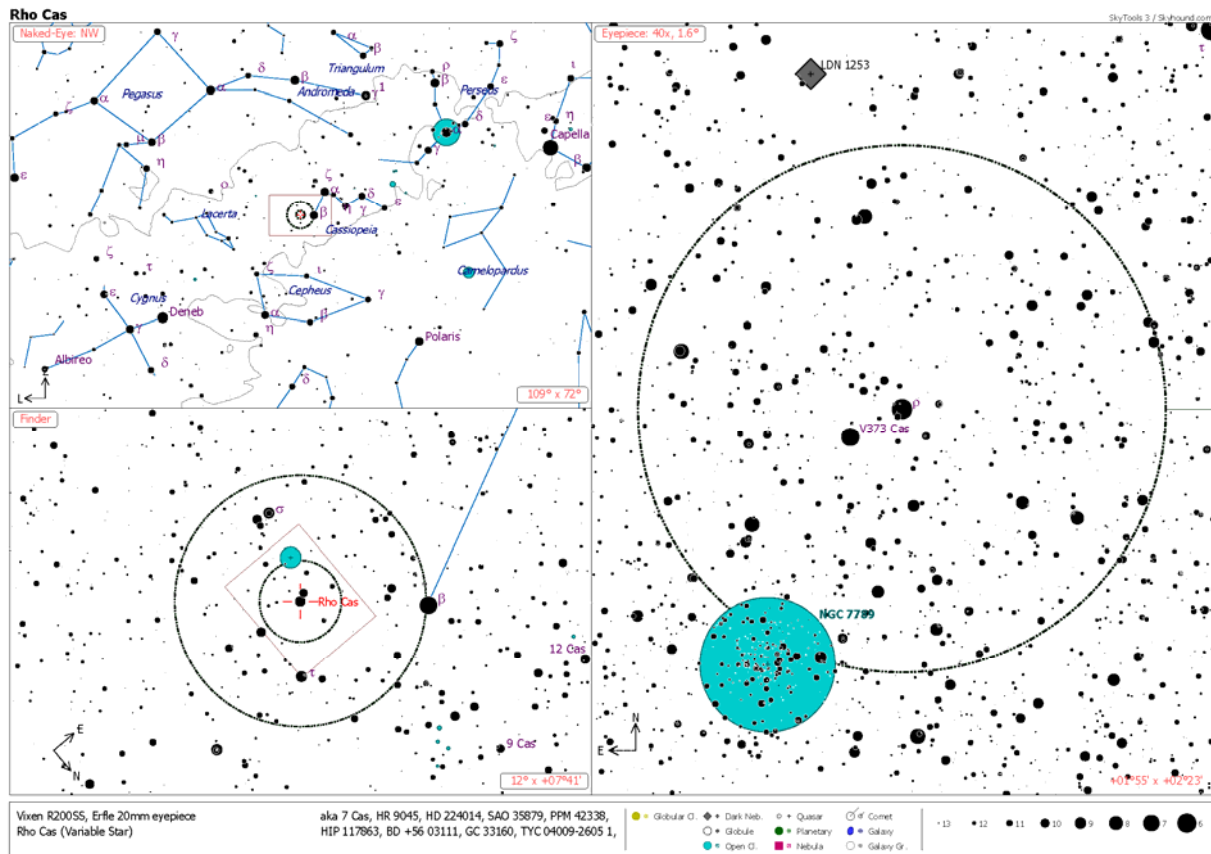 Rho Cas
SkyTools 3 / Skyhound.com
Naked-Eye: NW
γ
α
β
Triangulum
ζ
ρ
β
ι
δ
β
Andromeda
γ1
Perseus
ε
ζ
α
Pegasus
α
α
δ
ε
η
β
γ
Capella
η
β
ε
ο
ζ
α
δ
η
γ
ε
β
Lacerta
Cassiopeia
ζ
τ
ζ
ι
Camelopardus
ε
Cygnus
Cepheus
γ
Deneb
α
β
γ
η
Polaris
Albireo
δ
δ
L
109° x 72°
Finder
σ
Rho Cas
β
12 Cas
τ
E
N
9 Cas
12° x +07°41'
Eyepiece: 40x, 1.6°
τ
LDN 1253
ρ
V373 Cas
NGC 7789
N
E
+01°55' x +02°23'
Vixen R200SS, Erfle 20mm eyepiece
Rho Cas (Variable Star)
aka 7 Cas, HR 9045, HD 224014, SAO 35879, PPM 42338,
HIP 117863, BD +56 03111, GC 33160, TYC 04009-2605 1,
Globular Cl. Dark Neb. Quasar Comet
Globule Planetary Galaxy
Open Cl. Nebula Galaxy Gr.
13 12 11 10 9 8 7 6